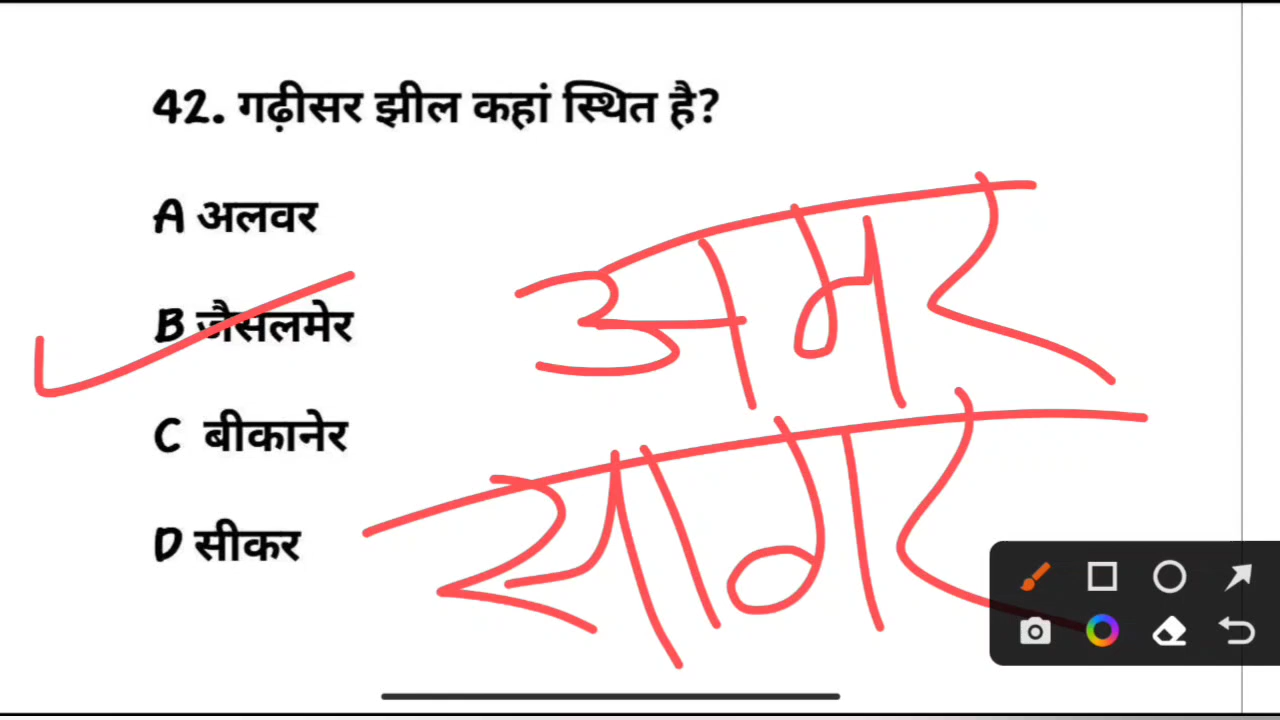 42. गढ़ीसर झील कहां स्थित है?
A अलवर
B जैसलमेर
C बीकानेर
D सीकर
अमर
सागर